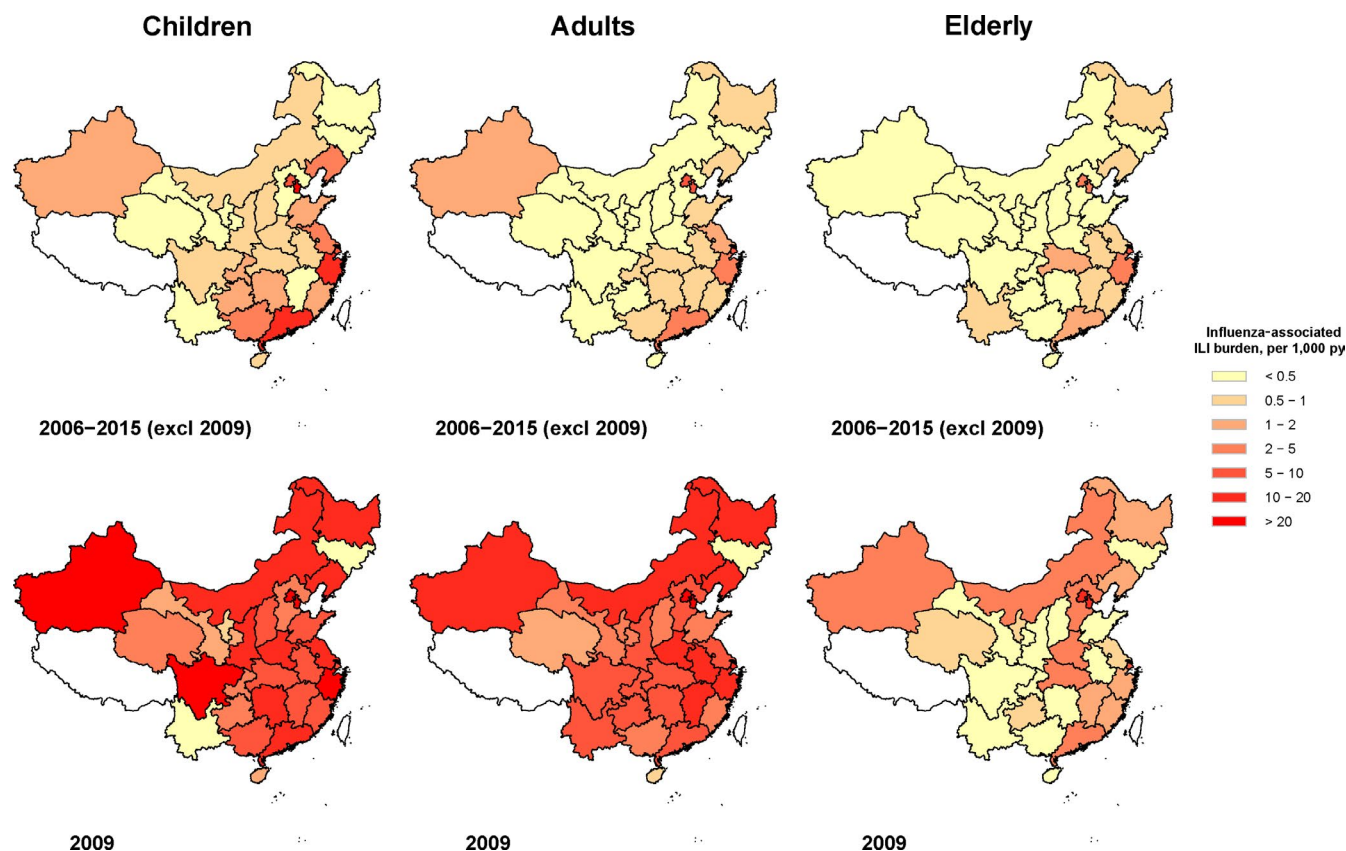 Children
Adults
Elderly
2006−2015 (excl 2009)
2006−2015 (excl 2009)
2006−2015 (excl 2009)
Influenza−associated
ILI burden, per 1,000 py
< 0.5
0.5 − 1
1 − 2
2 − 5
5 − 10
10 − 20
> 20
2009
2009
2009